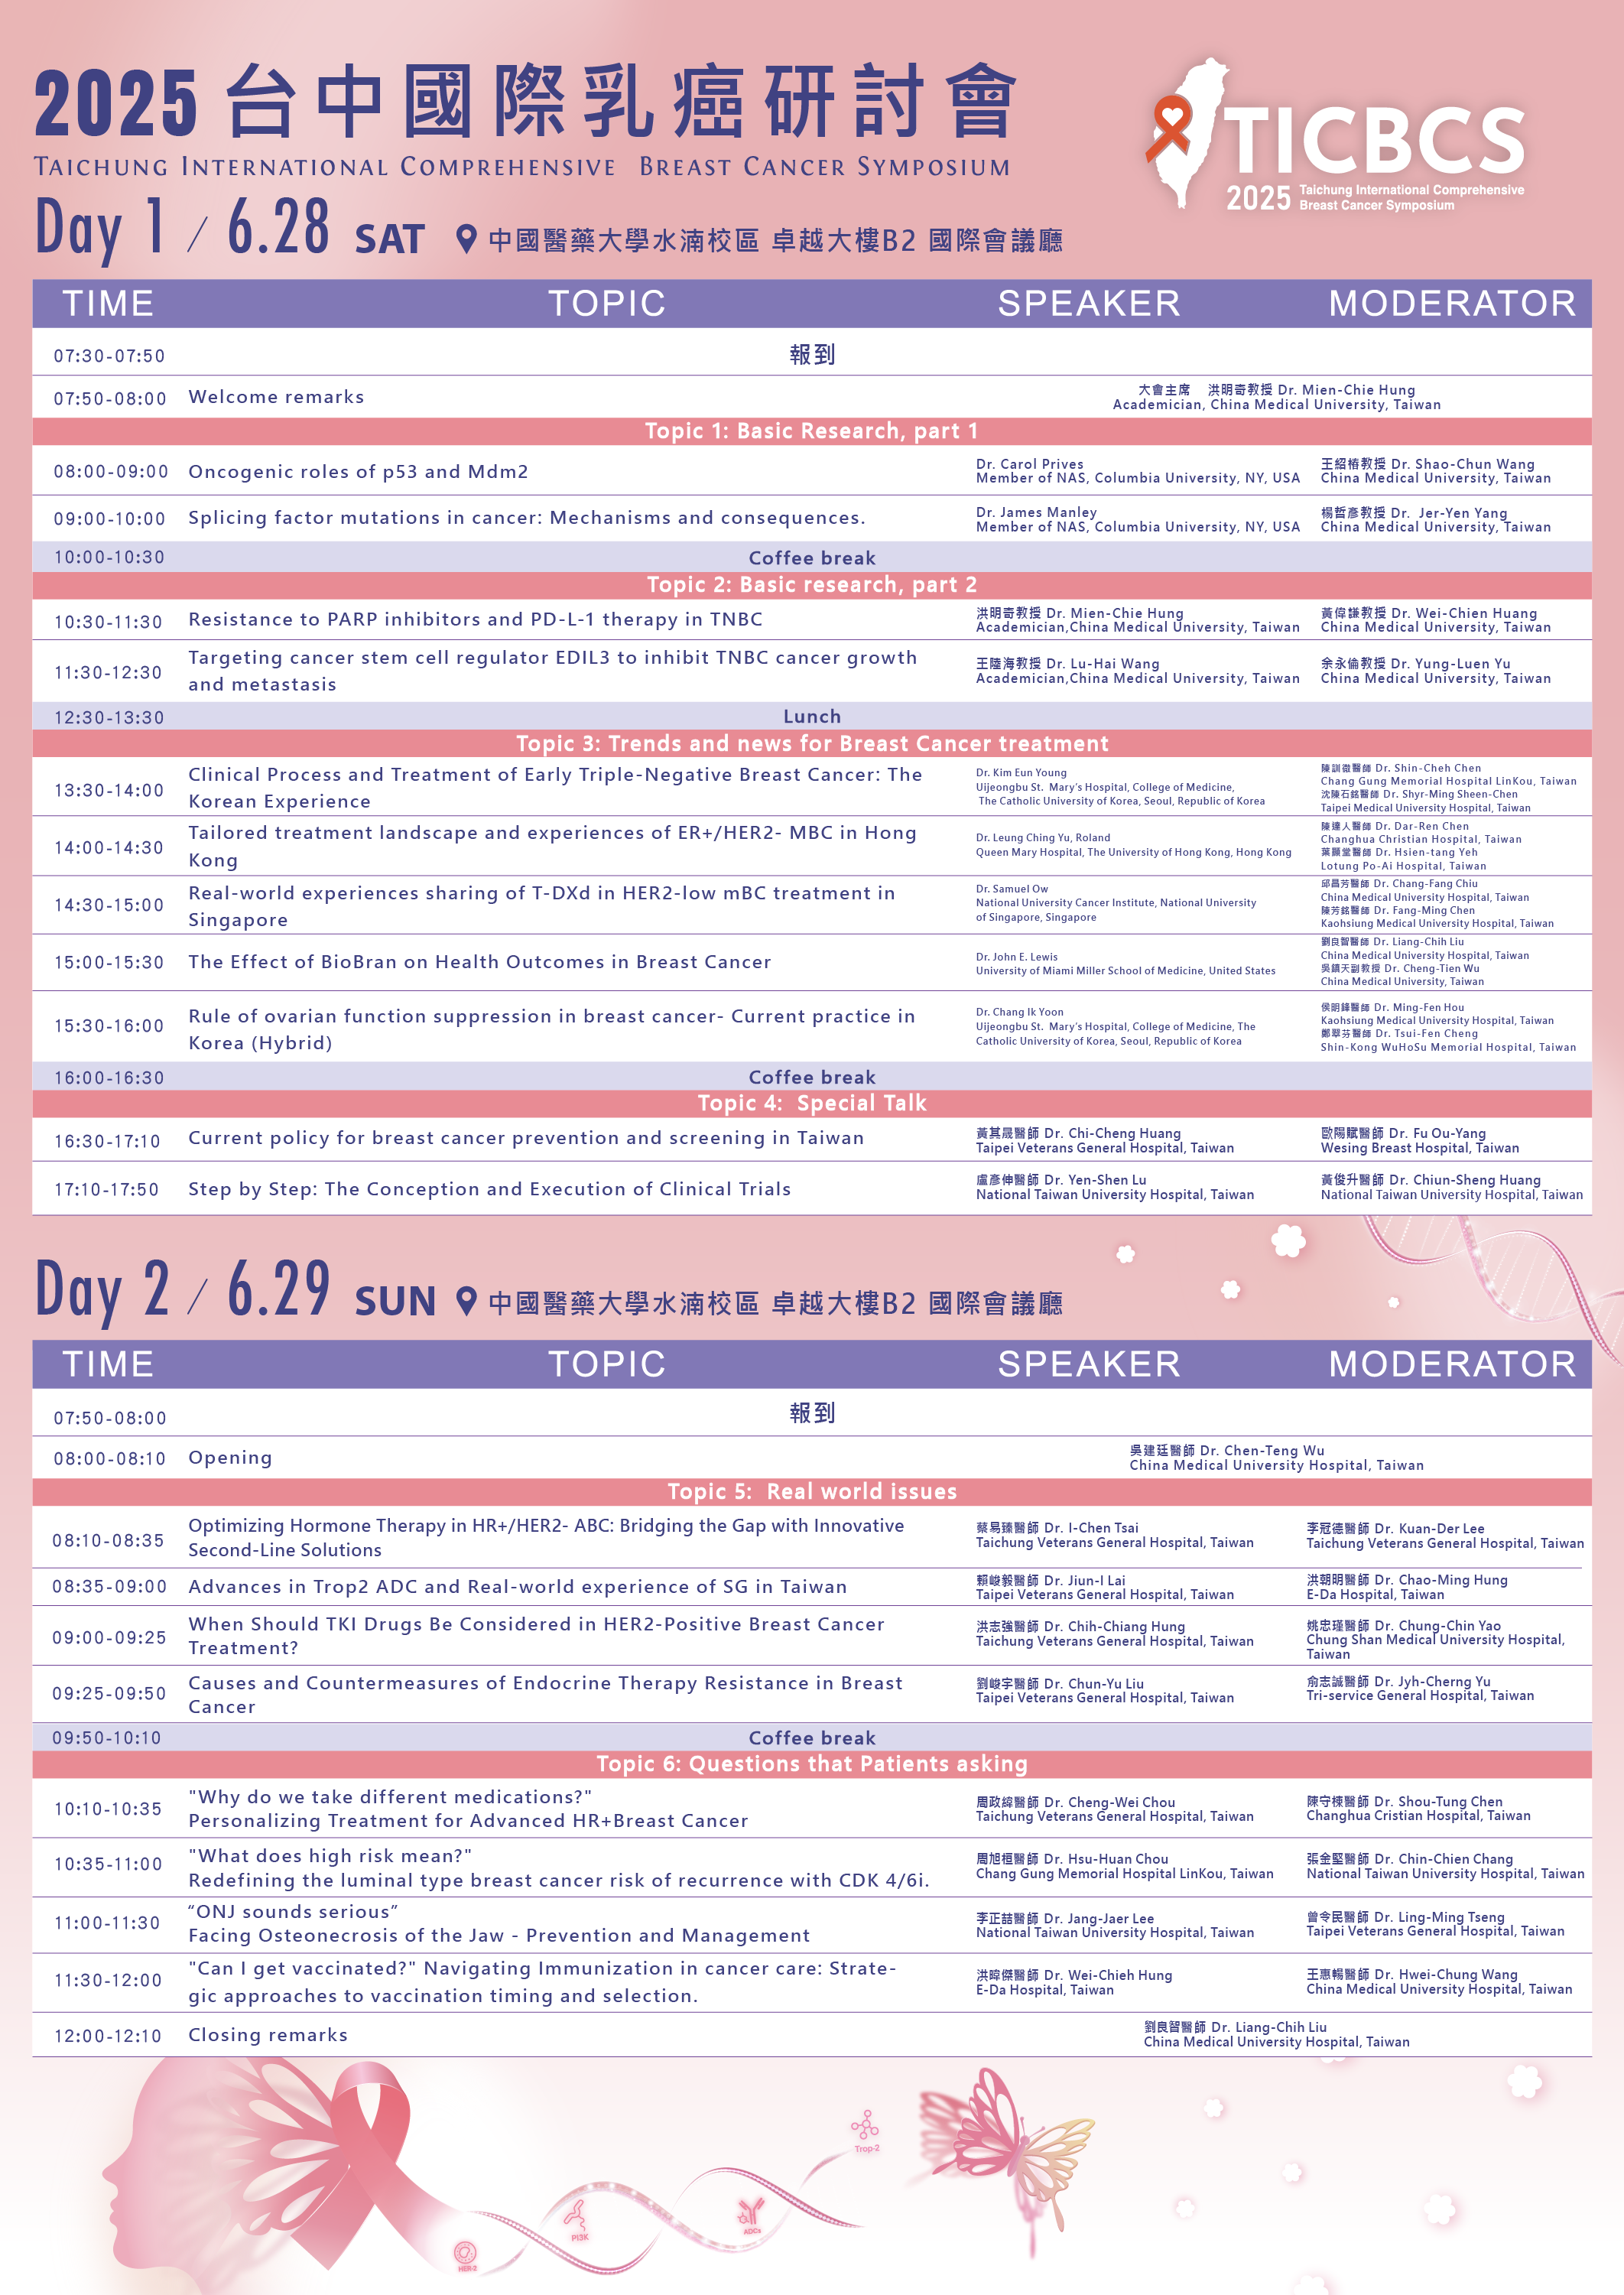 2025 台中國際乳癌研討會
TAICHUNG INTERNATIONAL COMPREHENSIVE BREAST CANCER SYMPOSIUM
TICBCS
2025 Taichung International Comprehensive
Breast Cancer Symposium
Day 1 / 6.28 SAT 中國醫藥大學水湳校區 卓越大樓B2 國際會議廳
TIME TOPIC SPEAKER MODERATOR
07:30-07:50 報到
07:50-08:00 Welcome remarks
大會主席 洪明奇教授 Dr. Mien-Chie Hung
Academician, China Medical University, Taiwan
Topic 1: Basic Research, part 1
08:00-09:00 Oncogenic roles of p53 and Mdm2
Dr. Carol Prives
Member of NAS, Columbia University, NY, USA
王紹椿教授 Dr. Shao-Chun Wang
China Medical University, Taiwan
09:00-10:00 Splicing factor mutations in cancer: Mechanisms and consequences.
Dr. James Manley
Member of NAS, Columbia University, NY, USA
楊哲彥教授 Dr. Jer-Yen Yang
China Medical University, Taiwan
10:00-10:30 Coffee break
Topic 2: Basic research, part 2
10:30-11:30 Resistance to PARP inhibitors and PD-L-1 therapy in TNBC
洪明奇教授 Dr. Mien-Chie Hung
Academician,China Medical University, Taiwan
黃偉謙教授 Dr. Wei-Chien Huang
China Medical University, Taiwan
11:30-12:30 Targeting cancer stem cell regulator EDIL3 to inhibit TNBC cancer growth
and metastasis
王陸海教授 Dr. Lu-Hai Wang
Academician,China Medical University, Taiwan
余永倫教授 Dr. Yung-Luen Yu
China Medical University, Taiwan
12:30-13:30 Lunch
Topic 3: Trends and news for Breast Cancer treatment
13:30-14:00 Clinical Process and Treatment of Early Triple-Negative Breast Cancer: The
Korean Experience
Dr. Kim Eun Young
Uijeongbu St. Mary's Hospital, College of Medicine,
The Catholic University of Korea, Seoul, Republic of Korea
陳訓徹醫師 Dr. Shin-Cheh Chen
Chang Gung Memorial Hospital LinKou, Taiwan
沈陳石銘醫師 Dr. Shyr-Ming Sheen-Chen
Taipei Medical University Hospital, Taiwan
14:00-14:30 Tailored treatment landscape and experiences of ER+/HER2- MBC in Hong
Kong
Dr. Leung Ching Yu, Roland
Queen Mary Hospital, The University of Hong Kong, Hong Kong
陳達人醫師 Dr. Dar-Ren Chen
Changhua Christian Hospital, Taiwan
葉顯堂醫師 Dr. Hsien-tang Yeh
Lotung Po-Ai Hospital, Taiwan
14:30-15:00 Real-world experiences sharing of T-DXd in HER2-low mBC treatment in
Singapore
Dr. Samuel Ow
National University Cancer Institute, National University
of Singapore, Singapore
邱昌芳醫師 Dr. Chang-Fang Chiu
China Medical University Hospital, Taiwan
陳芳銘醫師 Dr. Fang-Ming Chen
Kaohsiung Medical University Hospital, Taiwan
15:00-15:30 The Effect of BioBran on Health Outcomes in Breast Cancer
Dr. John E. Lewis
University of Miami Miller School of Medicine, United States
劉良智醫師 Dr. Liang-Chih Liu
China Medical University Hospital, Taiwan
吳鎮天副教授 Dr. Cheng-Tien Wu
China Medical University, Taiwan
15:30-16:00 Rule of ovarian function suppression in breast cancer- Current practice in
Korea (Hybrid)
Dr. Chang Ik Yoon
Uijeongbu St. Mary's Hospital, College of Medicine, The
Catholic University of Korea, Seoul, Republic of Korea
侯明鋒醫師 Dr. Ming-Fen Hou
Kaohsiung Medical University Hospital, Taiwan
鄭翠芬醫師 Dr. Tsui-Fen Cheng
Shin-Kong WuHoSu Memorial Hospital, Taiwan
16:00-16:30 Coffee break
Topic 4: Special Talk
16:30-17:10 Current policy for breast cancer prevention and screening in Taiwan
黃其晟醫師 Dr. Chi-Cheng Huang
Taipei Veterans General Hospital, Taiwan
歐陽賦醫師 Dr. Fu Ou-Yang
Wesing Breast Hospital, Taiwan
17:10-17:50 Step by Step: The Conception and Execution of Clinical Trials
盧彥伸醫師 Dr. Yen-Shen Lu
National Taiwan University Hospital, Taiwan
黃俊升醫師 Dr. Chiun-Sheng Huang
National Taiwan University Hospital, Taiwan
Day 2 / 6.29 SUN 中國醫藥大學水湳校區 卓越大樓B2 國際會議廳
TIME TOPIC SPEAKER MODERATOR
07:50-08:00 報到
08:00-08:10 Opening
吳建廷醫師 Dr. Chen-Teng Wu
China Medical University Hospital, Taiwan
Topic 5: Real world issues
08:10-08:35 Optimizing Hormone Therapy in HR+/HER2- ABC: Bridging the Gap with Innovative
Second-Line Solutions
蔡易臻醫師 Dr. I-Chen Tsai
Taichung Veterans General Hospital, Taiwan
李冠德醫師 Dr. Kuan-Der Lee
Taichung Veterans General Hospital, Taiwan
08:35-09:00 Advances in Trop2 ADC and Real-world experience of SG in Taiwan
賴峻毅醫師 Dr. Jiun-I Lai
Taipei Veterans General Hospital, Taiwan
洪朝明醫師 Dr. Chao-Ming Hung
E-Da Hospital, Taiwan
09:00-09:25 When Should TKI Drugs Be Considered in HER2-Positive Breast Cancer
Treatment?
洪志強醫師 Dr. Chih-Chiang Hung
Taichung Veterans General Hospital, Taiwan
姚忠瑾醫師 Dr. Chung-Chin Yao
Chung Shan Medical University Hospital,
Taiwan
09:25-09:50 Causes and Countermeasures of Endocrine Therapy Resistance in Breast
Cancer
劉峻宇醫師 Dr. Chun-Yu Liu
Taipei Veterans General Hospital, Taiwan
俞志誠醫師 Dr. Jyh-Cherng Yu
Tri-service General Hospital, Taiwan
09:50-10:10 Coffee break
Topic 6: Questions that Patients asking
10:10-10:35 "Why do we take different medications?"
Personalizing Treatment for Advanced HR+Breast Cancer
周政緯醫師 Dr. Cheng-Wei Chou
Taichung Veterans General Hospital, Taiwan
陳守棟醫師 Dr. Shou-Tung Chen
Changhua Cristian Hospital, Taiwan
10:35-11:00 "What does high risk mean?"
Redefining the luminal type breast cancer risk of recurrence with CDK 4/6i.
周旭桓醫師 Dr. Hsu-Huan Chou
Chang Gung Memorial Hospital LinKou, Taiwan
張金堅醫師 Dr. Chin-Chien Chang
National Taiwan University Hospital, Taiwan
11:00-11:30 “ONJ sounds serious”
Facing Osteonecrosis of the Jaw - Prevention and Management
李正喆醫師 Dr. Jang-Jaer Lee
National Taiwan University Hospital, Taiwan
曾令民醫師 Dr. Ling-Ming Tseng
Taipei Veterans General Hospital, Taiwan
11:30-12:00 "Can I get vaccinated?" Navigating Immunization in cancer care: Strate-
gic approaches to vaccination timing and selection.
洪暐傑醫師 Dr. Wei-Chieh Hung
E-Da Hospital, Taiwan
王惠暢醫師 Dr. Hwei-Chung Wang
China Medical University Hospital, Taiwan
12:00-12:10 Closing remarks
劉良智醫師 Dr. Liang-Chih Liu
China Medical University Hospital, Taiwan
Trop-2
PI3K
ADCs
HER-2